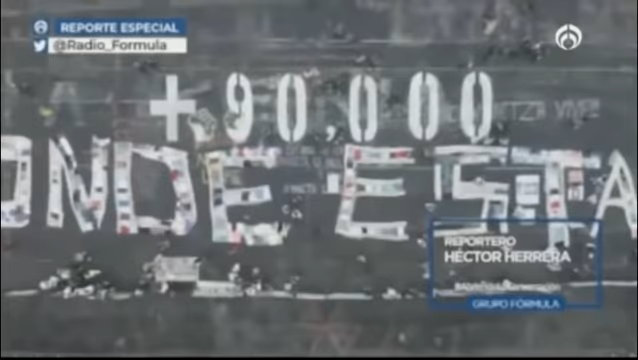 REPORTE ESPECIAL
@Radio_Formula
+90,000
ONDE ESTA
REPORTERO
HÉCTOR HERRERA
GRUPO FÓRMULA